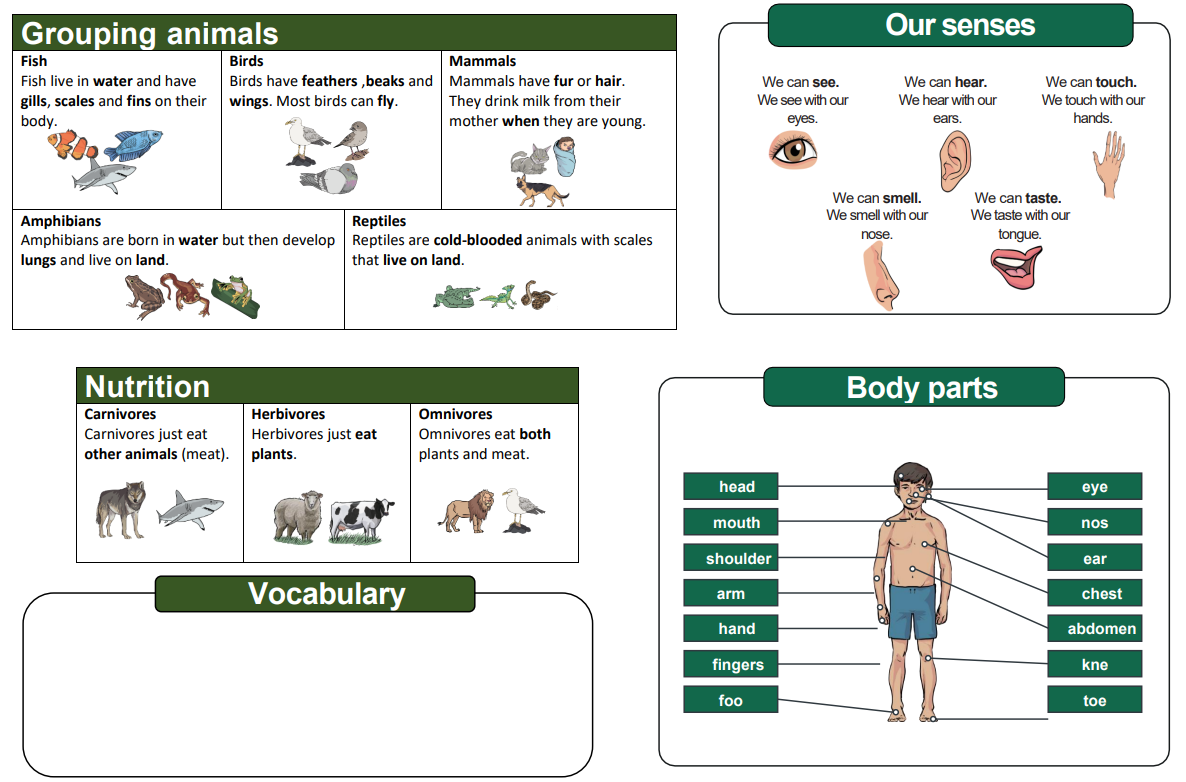 Grouping animals
Fish
Fish live in water and have
gills, scales and fins on their
body.
Birds
Birds have feathers ,beaks and
wings. Most birds can fly.
Mammals
Mammals have fur or hair.
They drink milk from their
mother when they are young.
Amphibians
Amphibians are born in water but then develop
lungs and live on land.
Reptiles
Reptiles are cold-blooded animals with scales
that live on land.
Our senses
We can see.
We see with our
eyes.
We can hear.
We hear with our
ears.
We can touch.
We touch with our
hands.
We can smell.
We smell with our
nose.
We can taste.
We taste with our
tongue.
Nutrition
Carnivores
Carnivores just eat
other animals (meat).
Herbivores
Herbivores just eat
plants.
Omnivores
Omnivores eat both
plants and meat.
Vocabulary
Body parts
head
mouth
shoulder
arm
hand
fingers
foo
eye
nos
ear
chest
abdomen
kne
toe